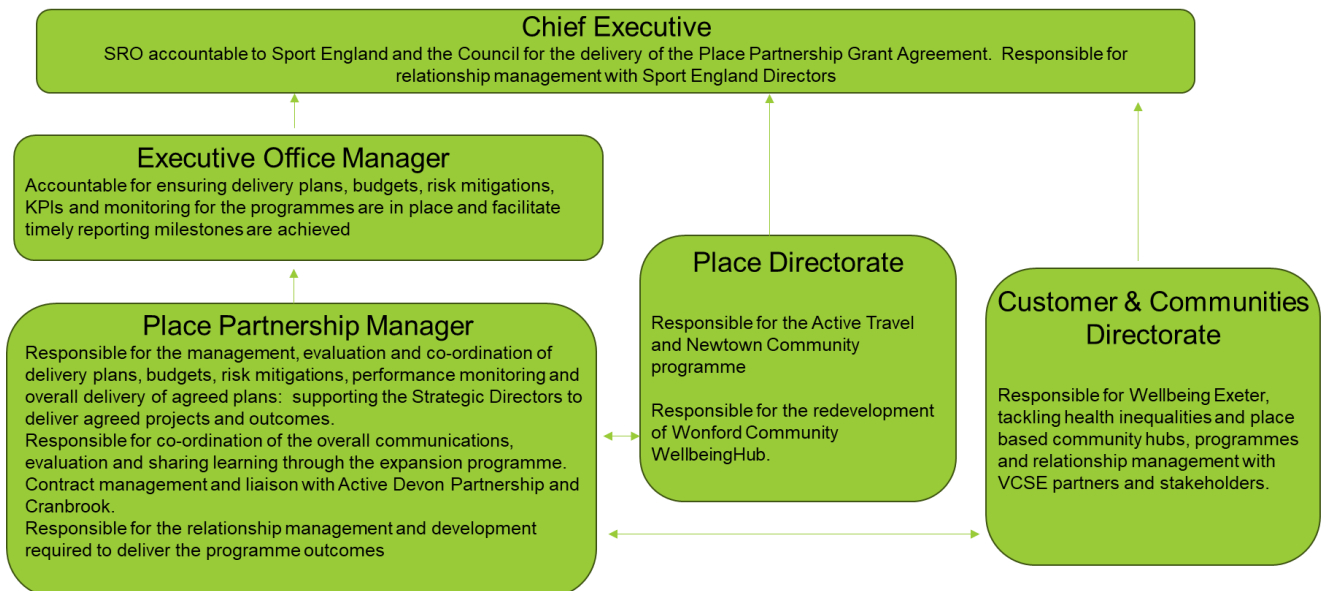 Chief Executive
SRO accountable to Sport England and the Council for the delivery of the Place Partnership Grant Agreement. Responsible for
relationship management with Sport England Directors
Executive Office Manager
Accountable for ensuring delivery plans, budgets, risk mitigations,
KPIs and monitoring for the programmes are in place and facilitate
timely reporting milestones are achieved
Place Partnership Manager
Responsible for the management, evaluation and co-ordination of
delivery plans, budgets, risk mitigations, performance monitoring and
overall delivery of agreed plans: supporting the Strategic Directors to
deliver agreed projects and outcomes.
Responsible for co-ordination of the overall communications,
evaluation and sharing learning through the expansion programme.
Contract management and liaison with Active Devon Partnership and
Cranbrook.
Responsible for the relationship management and development
required to deliver the programme outcomes
Place Directorate
Responsible for the Active Travel
and Newtown Community
programme
Responsible for the redevelopment
of Wonford Community
WellbeingHub.
Customer & Communities
Directorate
Responsible for Wellbeing Exeter,
tackling health inequalities and place
based community hubs, programmes
and relationship management with
VCSE partners and stakeholders.